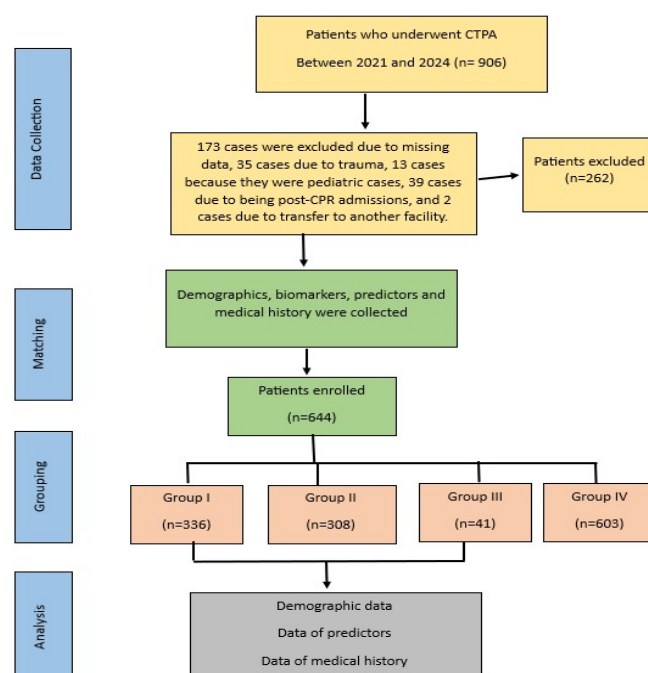 Patients who underwent CTPA
Between 2021 and 2024 (n= 906)
Data Collection
173 cases were excluded due to missing
data, 35 cases due to trauma, 13 cases
because they were pediatric cases, 39 cases
due to being post-CPR admissions, and 2
cases due to transfer to another facility.
Patients excluded
(n=262)
Matching
Demographics, biomarkers, predictors and
medical history were collected
Patients enrolled
(n=644)
Grouping
Group I
(n=336)
Group II
(n=308)
Group III
(n=41)
Group IV
(n=603)
Analysis
Demographic data
Data of predictors
Data of medical history